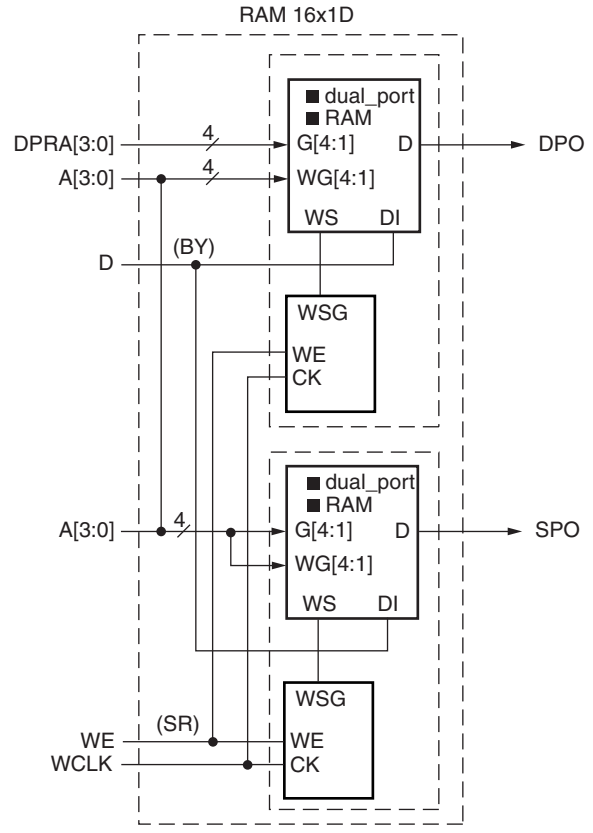 RAM 16x1D
dual_port
RAM
DPRA[3:0] 4 G[4:1] D DPO
A[3:0] 4 WG[4:1]
WS DI
D (BY)
WSG
WE
CK
dual_port
RAM
A[3:0] 4 G[4:1] D SPO
WG[4:1]
WS DI
WSG
WE (SR) WE
WCLK CK